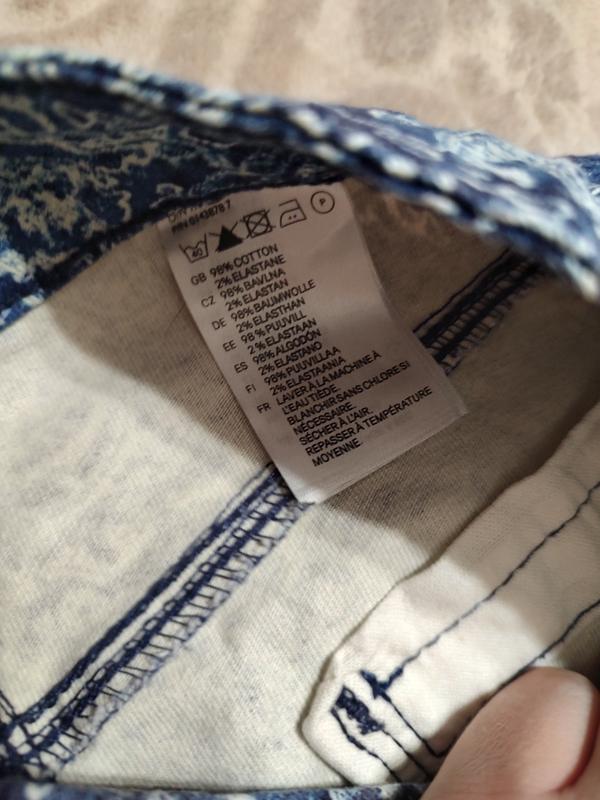 40 P
GB 98% COTTON
2% ELASTANE
CZ 98% BAVLNA
2% ELASTAN
DE 98% BAUMWOLLE
2% ELASTHAN
EE 98% PUUVILL
2% ELASTAAN
ES 98% ALGODÓN
2% ELASTANO
FI 98% PUUVILLAA
2% ELASTAANIA
FR LAVER À LA MACHINE À
L'EAU TIÈDE.
BLANCHIR SANS CHLORE SI
NÉCESSAIRE.
SÉCHER À L'AIR.
REPASSER À TEMPÉRATURE
MOYENNE.